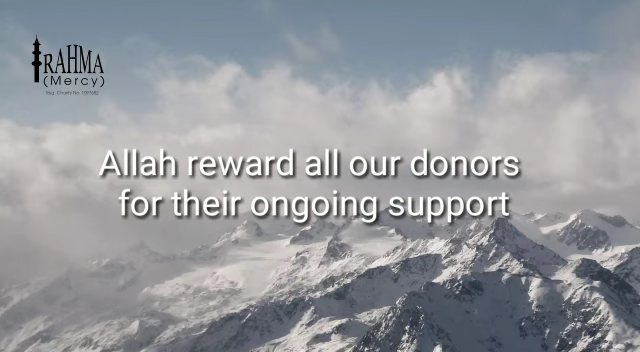 RAHMA
(Mercy)
Allah reward all our donors
for their ongoing support